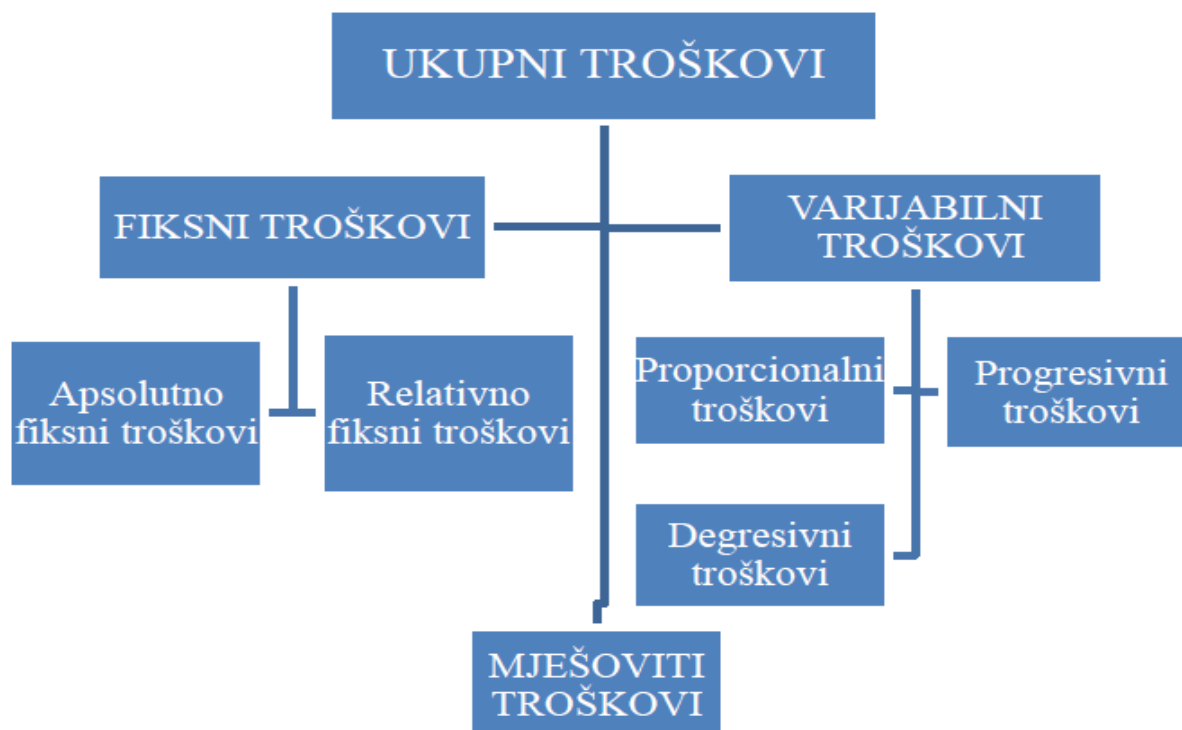 UKUPNI TROŠKOVI
FIKSNI TROŠKOVI
VARIJABILNI
TROŠKOVI
Apsolutno
fiksni troškovi
Relativno
fiksni troškovi
Proporcionalni
troškovi
Progresivni
troškovi
Degresivni
troškovi
MJEŠOVITI
TROŠKOVI